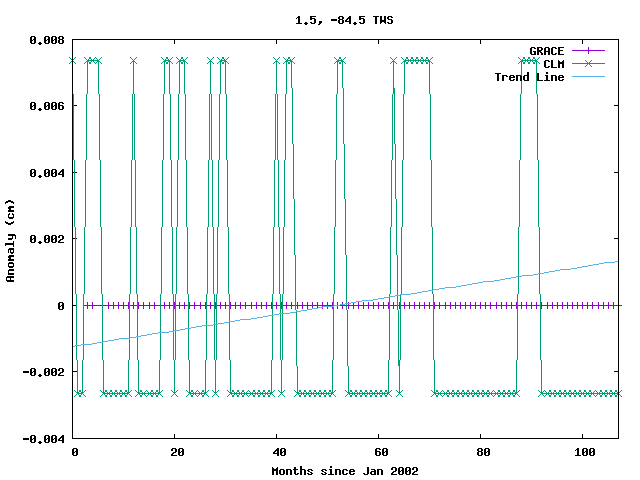 1.5, -84.5 TWS
GRACE
CLM
Trend Line
0.008
0.006
0.004
0.002
0
-0.002
-0.004
Anomaly (cm)
0 20 40 60 80 100
Months since Jan 2002